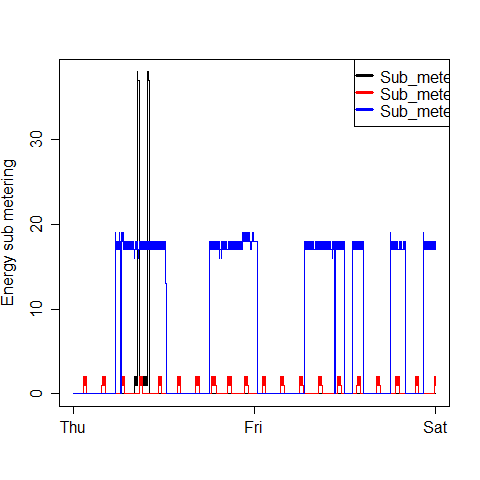 Sub_mete
Sub_mete
Sub_mete
Energy sub metering
30
20
10
0
Thu Fri Sat